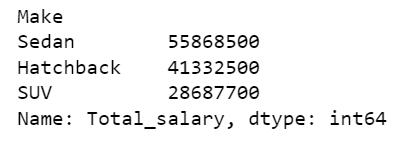 Make
Sedan        55868500
Hatchback    41332500
SUV          28687700
Name: Total_salary, dtype: int64